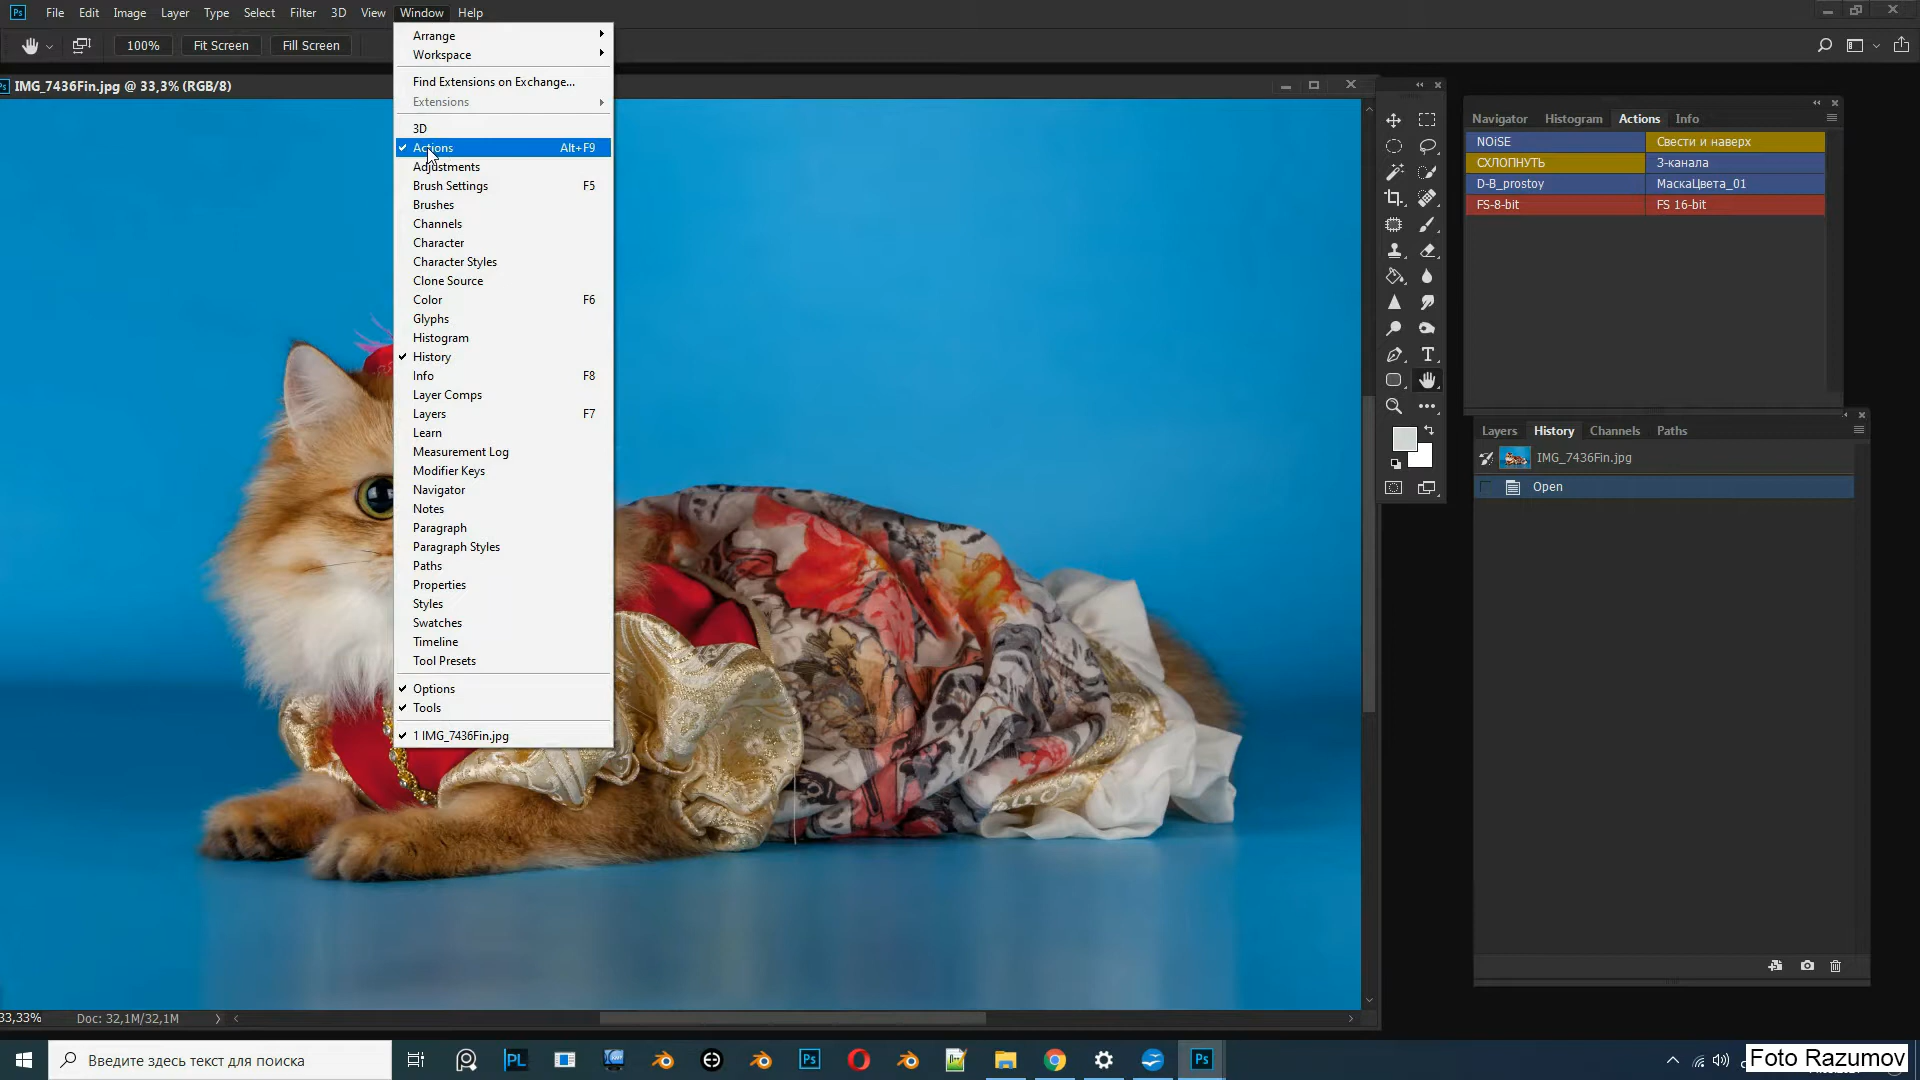 Ps File Edit Image Layer Type Select Filter 3D View Window Help
100% Fit Screen Fill Screen
IMG_7436Fin.jpg @ 33,3% (RGB/8)
Arrange
Workspace
Find Extensions on Exchange...
Extensions
3D
Actions Alt+F9
Adjustments
Brush Settings F5
Brushes
Channels
Character
Character Styles
Clone Source
Color F6
Glyphs
Histogram
History
Info F8
Layer Comps
Layers F7
Learn
Measurement Log
Modifier Keys
Navigator
Notes
Paragraph
Paragraph Styles
Paths
Properties
Styles
Swatches
Timeline
Tool Presets
Options
Tools
1 IMG_7436Fin.jpg
Navigator Histogram Actions Info
NOiSE Свести и наверх
СХЛОПНУТЬ 3-канала
D-B_prostoy МаскаЦвета_01
FS-8-bit FS 16-bit
Layers History Channels Paths
IMG_7436Fin.jpg
Open
33,33% Doc: 32,1M/32,1M
Введите здесь текст для поиска
PL
Ps
Ps
Foto Razumov